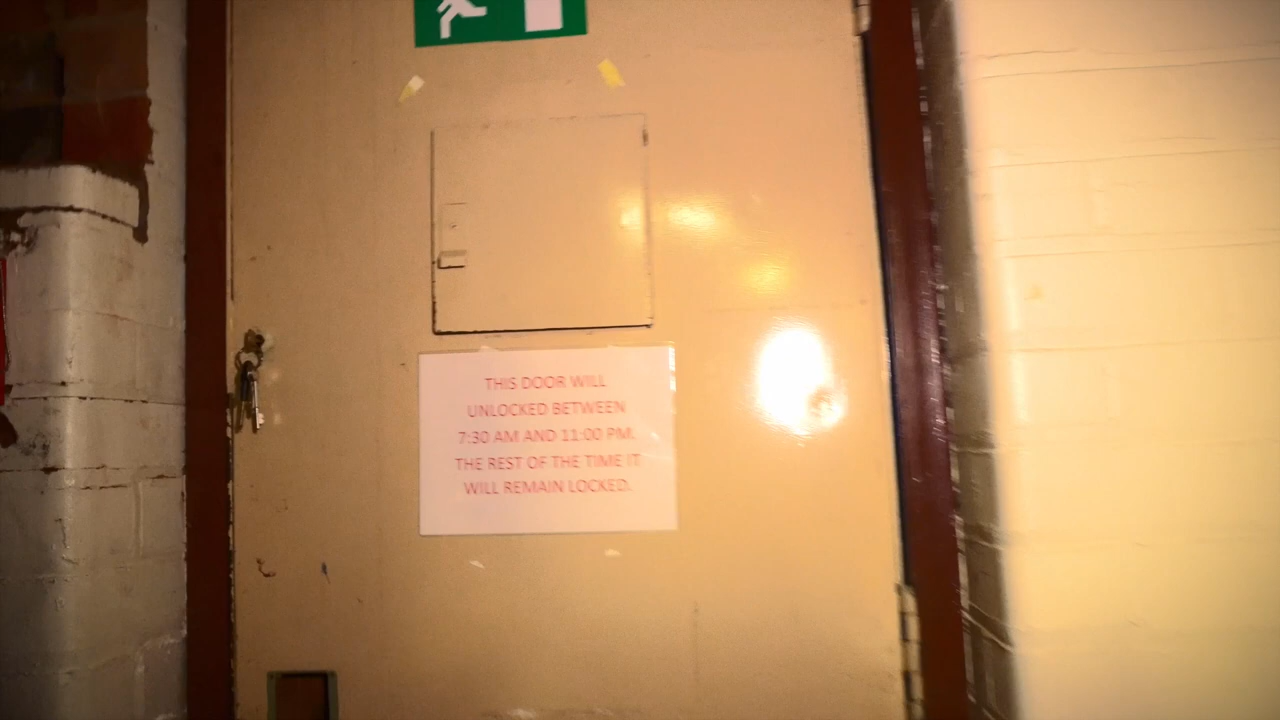 THIS DOOR WILL
UNLOCKED BETWEEN
7:30 AM AND 11:00 PM.
THE REST OF THE TIME IT
WILL REMAIN LOCKED.